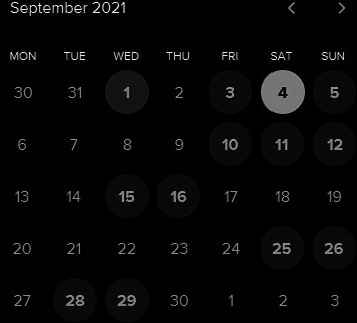 September 2021 < >
MON TUE WED THU FRI SAT SUN
30 31 1 2 3 4 5
6 7 8 9 10 11 12
13 14 15 16 17 18 19
20 21 22 23 24 25 26
27 28 29 30 1 2 3